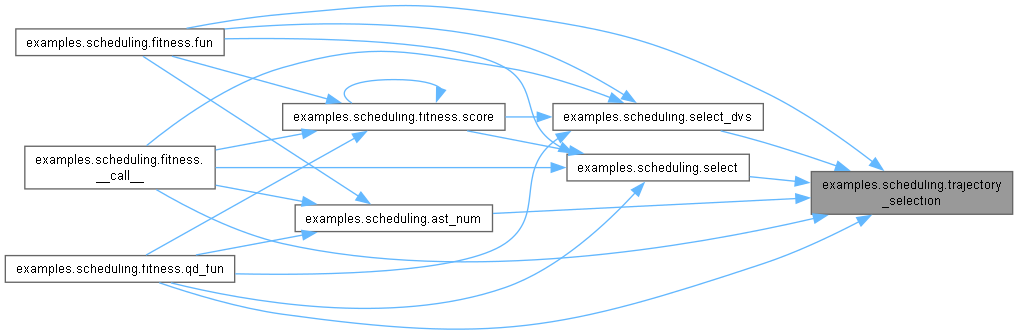 examples.scheduling.fitness.fun
examples.scheduling.fitness.score
examples.scheduling.select_dvs
examples.scheduling.fitness.
__call__
examples.scheduling.select
examples.scheduling.trajectory
_selection
examples.scheduling.ast_num
examples.scheduling.fitness.qd_fun